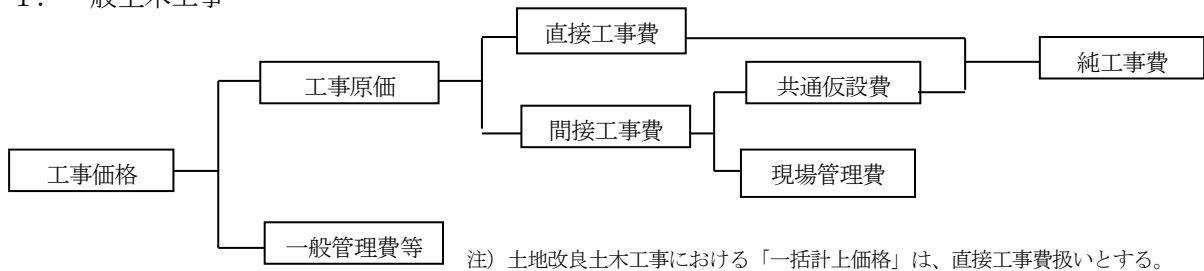 １．一般土木工事
直接工事費
純工事費
工事原価
共通仮設費
間接工事費
工事価格
現場管理費
一般管理費等
注）土地改良土木工事における「一括計上価格」は、直接工事費扱いとする。